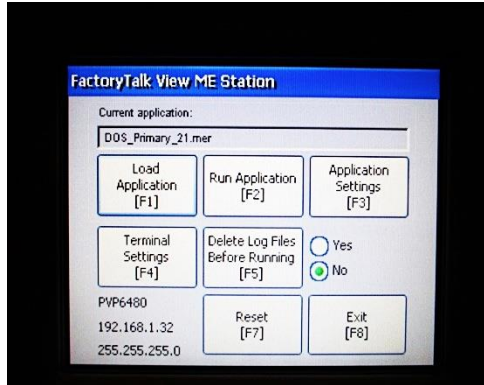 FactoryTalk View ME Station
Current application:
DOS_Primary_21.mer
Load
Application
[F1]
Run Application
[F2]
Application
Settings
[F3]
Terminal
Settings
[F4]
Delete Log Files
Before Running
[F5]
Yes
No
PVP6480
192.168.1.32
255.255.255.0
Reset
[F7]
Exit
[F8]